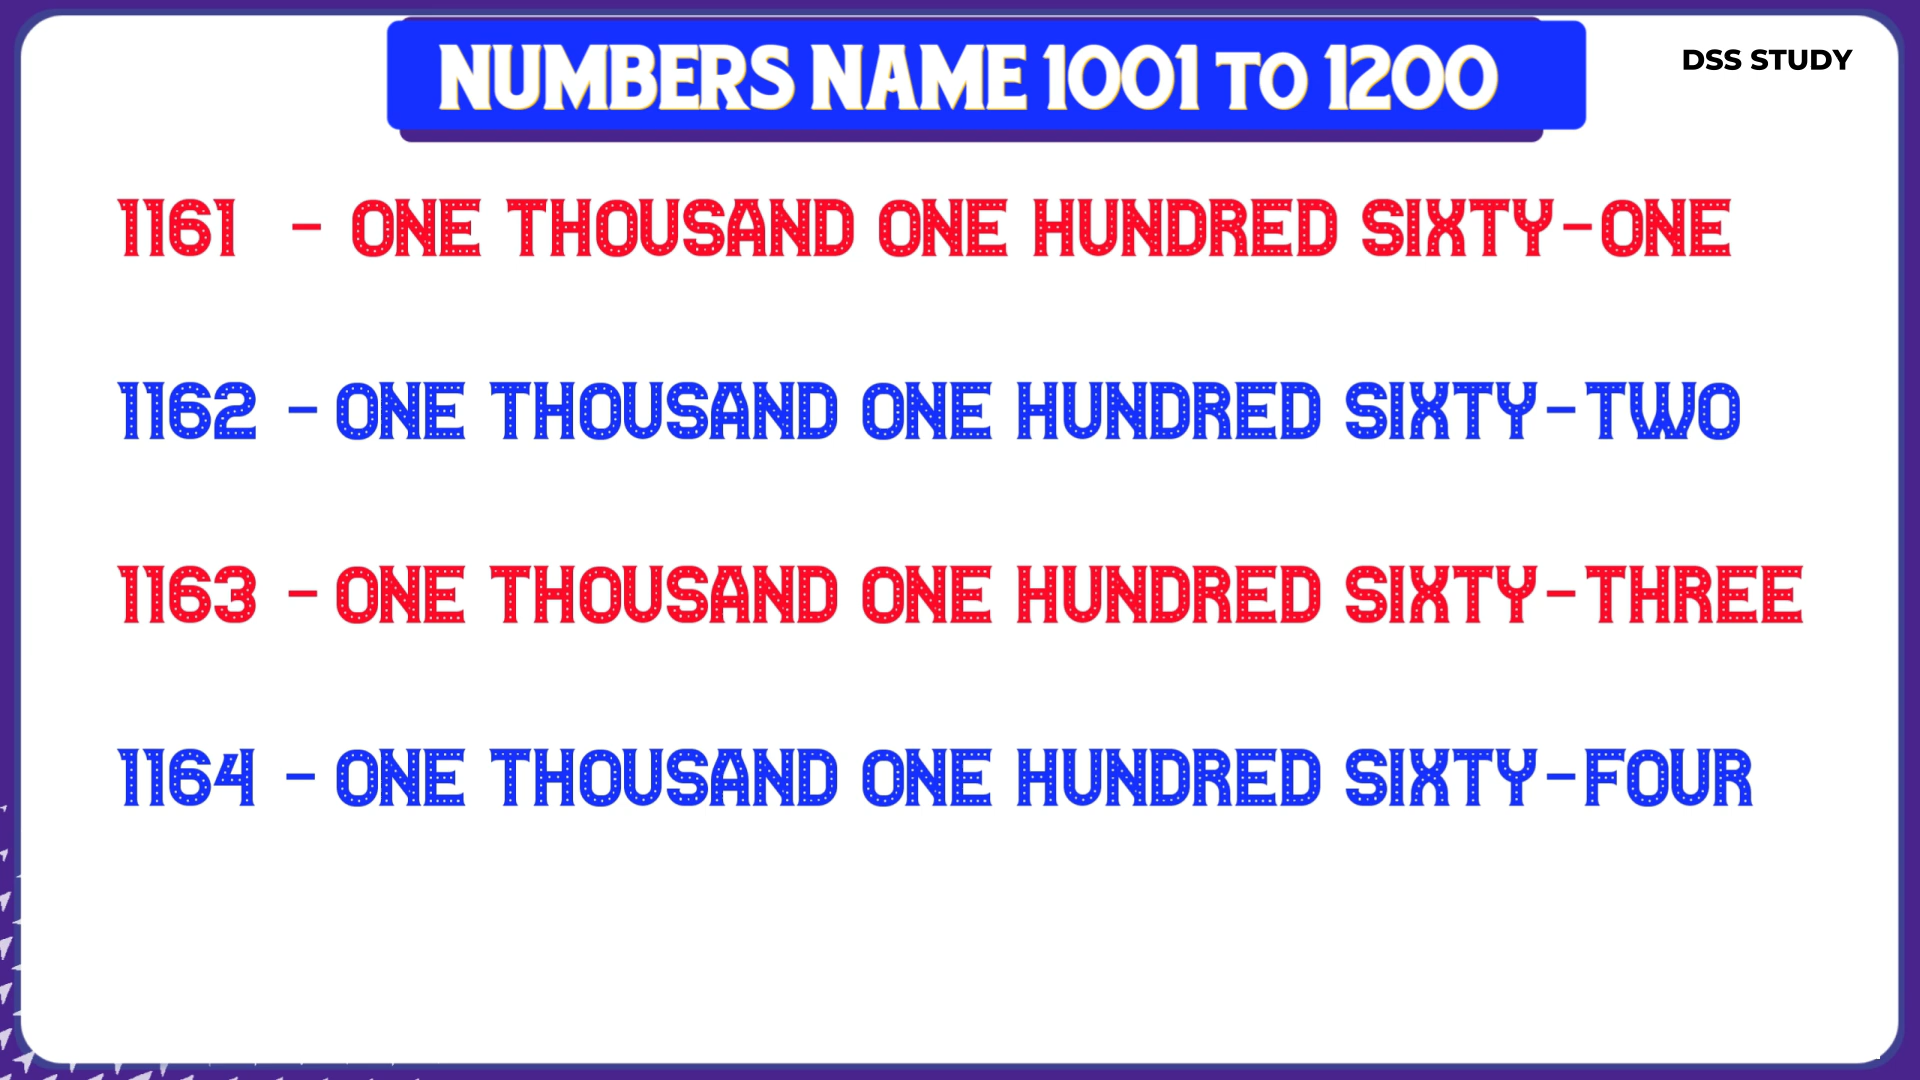 NUMBERS NAME 1001 TO 1200
DSS STUDY
1161 - ONE THOUSAND ONE HUNDRED SIXTY-ONE
1162 - ONE THOUSAND ONE HUNDRED SIXTY-TWO
1163 - ONE THOUSAND ONE HUNDRED SIXTY-THREE
1164 - ONE THOUSAND ONE HUNDRED SIXTY-FOUR